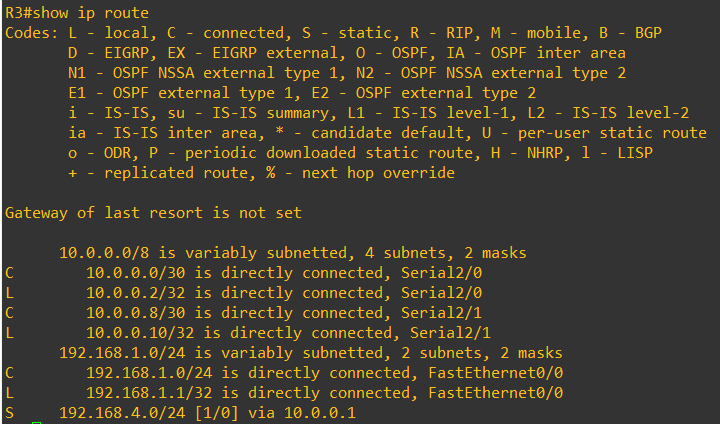 R3#show ip route
Codes: L - local, C - connected, S - static, R - RIP, M - mobile, B - BGP
       D - EIGRP, EX - EIGRP external, O - OSPF, IA - OSPF inter area
       N1 - OSPF NSSA external type 1, N2 - OSPF NSSA external type 2
       E1 - OSPF external type 1, E2 - OSPF external type 2
       i - IS-IS, su - IS-IS summary, L1 - IS-IS level-1, L2 - IS-IS level-2
       ia - IS-IS inter area, * - candidate default, U - per-user static route
       o - ODR, P - periodic downloaded static route, H - NHRP, l - LISP
       + - replicated route, % - next hop override

Gateway of last resort is not set

      10.0.0.0/8 is variably subnetted, 4 subnets, 2 masks
C        10.0.0.0/30 is directly connected, Serial2/0
L        10.0.0.2/32 is directly connected, Serial2/0
C        10.0.0.8/30 is directly connected, Serial2/1
L        10.0.0.10/32 is directly connected, Serial2/1
      192.168.1.0/24 is variably subnetted, 2 subnets, 2 masks
C        192.168.1.0/24 is directly connected, FastEthernet0/0
L        192.168.1.1/32 is directly connected, FastEthernet0/0
S     192.168.4.0/24 [1/0] via 10.0.0.1